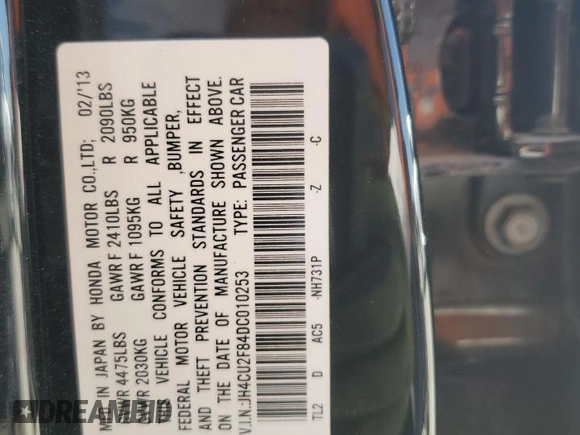 MFD. IN JAPAN BY HONDA MOTOR CO.,LTD; 02/'13
GVWR 4475LBS GAWR F 2410LBS R 2090LBS
GVWR 2030KG GAWR F 1095KG R 950KG
THIS VEHICLE CONFORMS TO ALL APPLICABLE
FEDERAL MOTOR VEHICLE SAFETY ,BUMPER,
AND THEFT PREVENTION STANDARDS IN EFFECT
ON THE DATE OF MANUFACTURE SHOWN ABOVE.
V.I.N.:JH4CU2F84DC010253 TYPE: PASSENGER CAR
TL2 D AC5 -NH731P -Z -C
DREAMBID